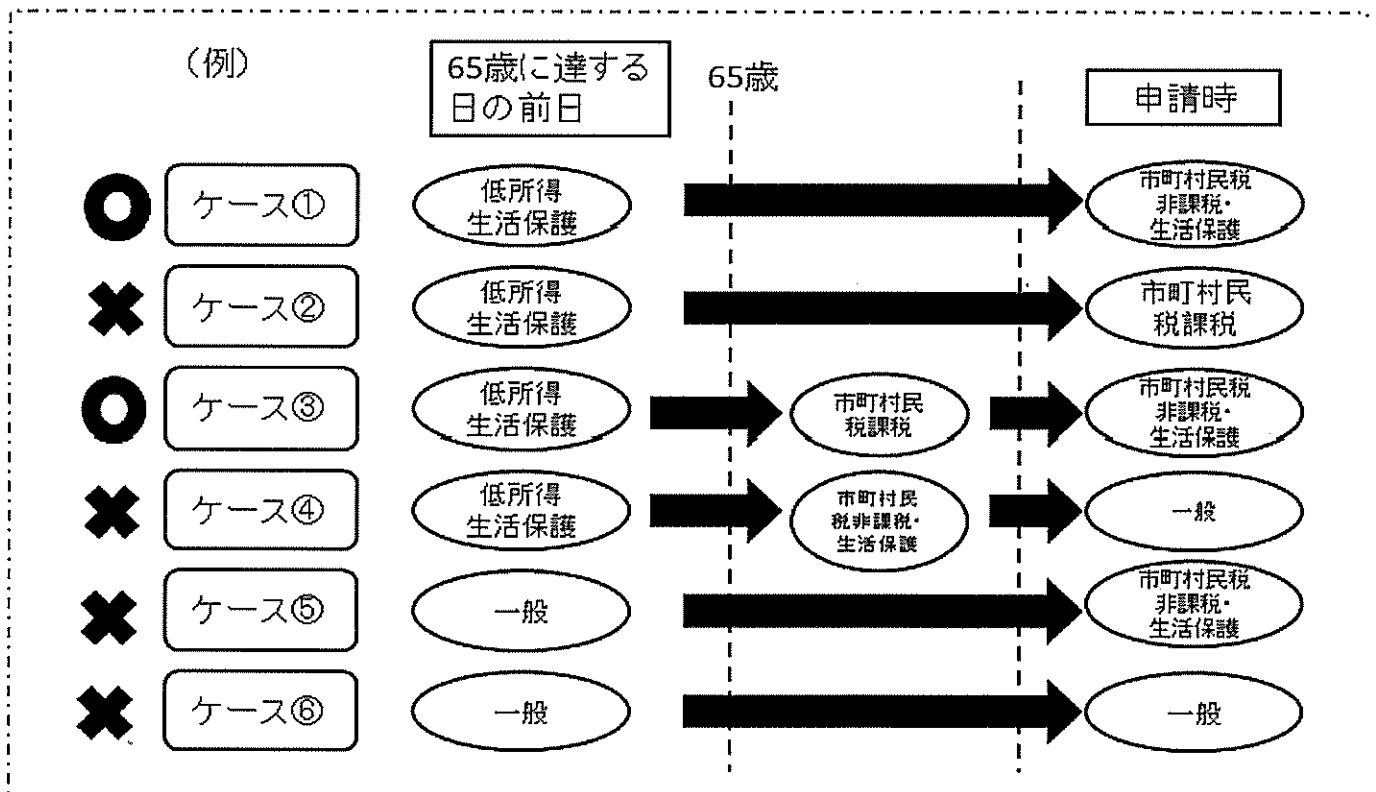 (例)
65歳に達する
日の前日
65歳
申請時
ケース①
低所得
生活保護
市町村民税
非課税・
生活保護
ケース②
低所得
生活保護
市町村民
税課税
ケース③
低所得
生活保護
市町村民
税課税
市町村民税
非課税・
生活保護
ケース④
低所得
生活保護
市町村民
税非課税・
生活保護
一般
ケース⑤
一般
市町村民税
非課税・
生活保護
ケース⑥
一般
一般